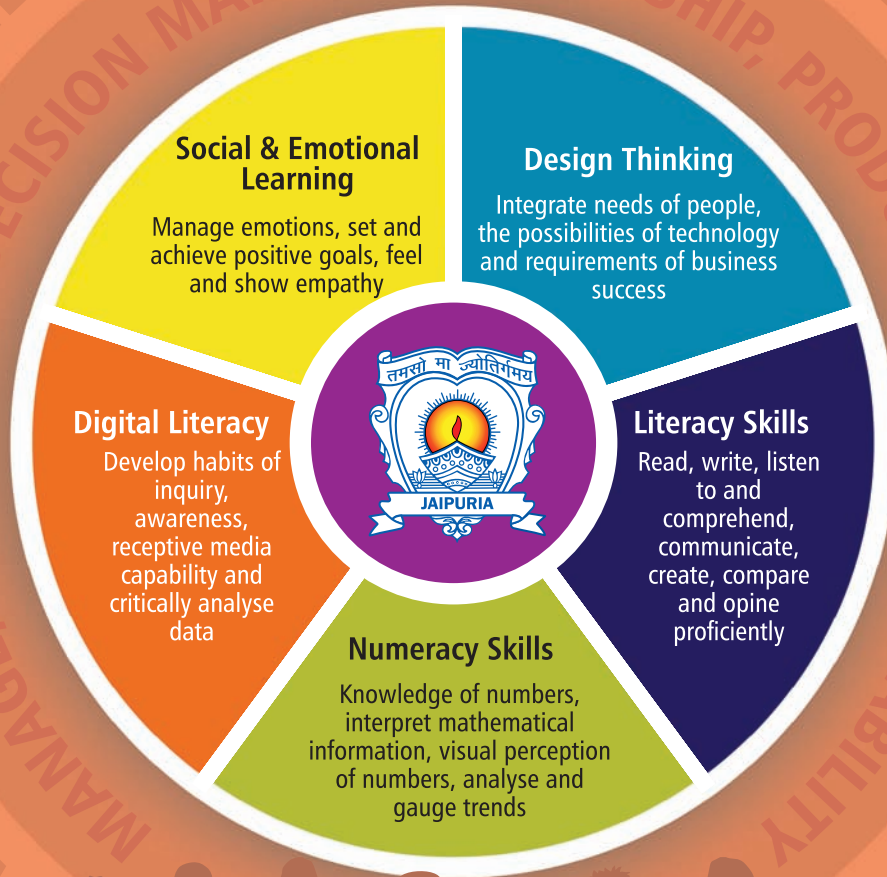 DECISION
SHIP,
Social & Emotional
Learning
Manage emotions, set and
achieve positive goals, feel
and show empathy
Design Thinking
Integrate needs of people,
the possibilities of technology
and requirements of business
success
तमसो मा ज्योतिर्गमय
JAIPURIA
Digital Literacy
Develop habits of
inquiry,
awareness,
receptive media
capability and
critically analyse
data
Literacy Skills
Read, write, listen
to and
comprehend,
communicate,
create, compare
and opine
proficiently
Numeracy Skills
Knowledge of numbers,
interpret mathematical
information, visual perception
of numbers, analyse and
gauge trends